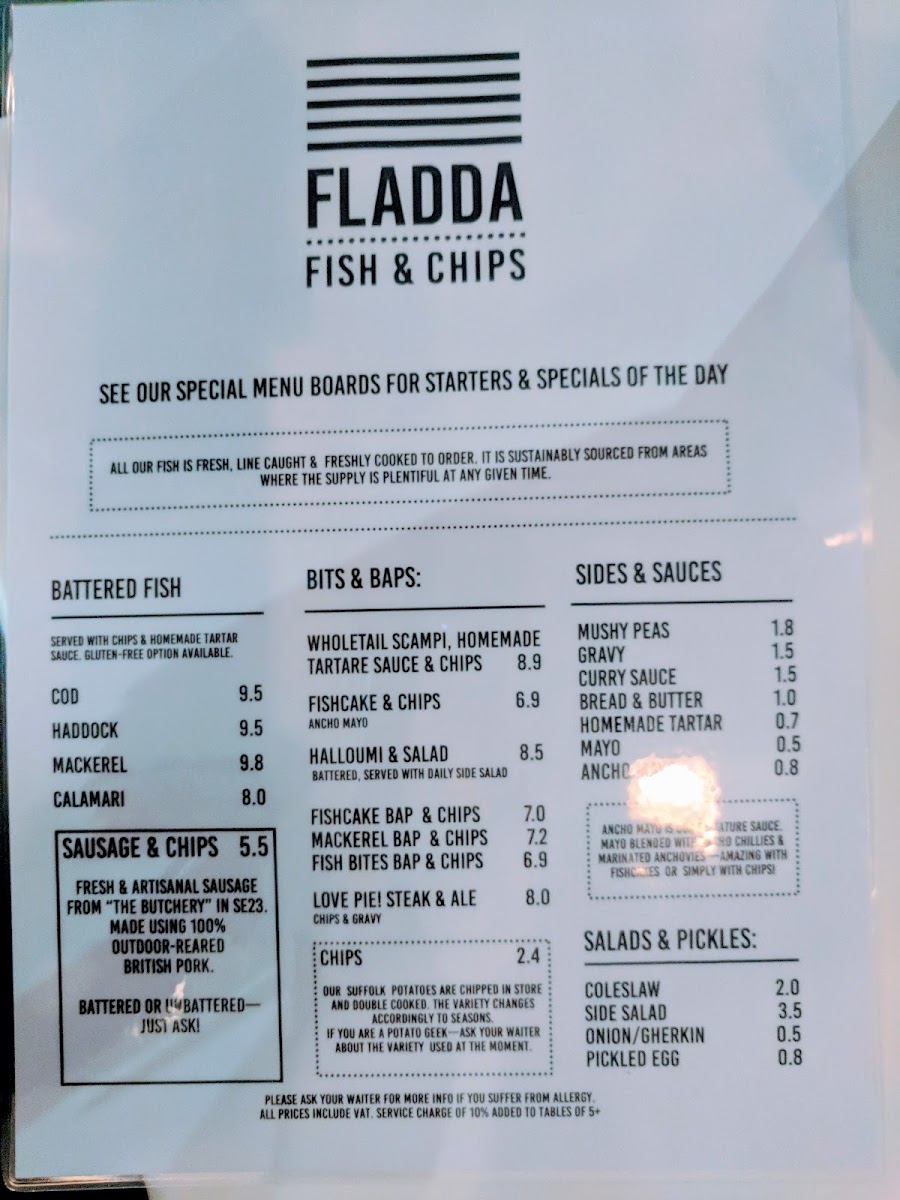 FLADDA
FISH & CHIPS
SEE OUR SPECIAL MENU BOARDS FOR STARTERS & SPECIALS OF THE DAY
ALL OUR FISH IS FRESH, LINE CAUGHT & FRESHLY COOKED TO ORDER. IT IS SUSTAINABLY SOURCED FROM AREAS
WHERE THE SUPPLY IS PLENTIFUL AT ANY GIVEN TIME.
BATTERED FISH
SERVED WITH CHIPS & HOMEMADE TARTAR
SAUCE. GLUTEN-FREE OPTION AVAILABLE.
COD 9.5
HADDOCK 9.5
MACKEREL 9.8
CALAMARI 8.0
SAUSAGE & CHIPS 5.5
FRESH & ARTISANAL SAUSAGE
FROM "THE BUTCHERY" IN SE23.
MADE USING 100%
OUTDOOR-REARED
BRITISH PORK.
BATTERED OR UNBATTERED—
JUST ASK!
BITS & BAPS:
WHOLETAIL SCAMPI, HOMEMADE
TARTARE SAUCE & CHIPS 8.9
FISHCAKE & CHIPS 6.9
ANCHO MAYO
HALLOUMI & SALAD 8.5
BATTERED, SERVED WITH DAILY SIDE SALAD
FISHCAKE BAP & CHIPS 7.0
MACKEREL BAP & CHIPS 7.2
FISH BITES BAP & CHIPS 6.9
LOVE PIE! STEAK & ALE 8.0
CHIPS & GRAVY
CHIPS 2.4
OUR SUFFOLK POTATOES ARE CHIPPED IN STORE
AND DOUBLE COOKED. THE VARIETY CHANGES
ACCORDINGLY TO SEASONS.
IF YOU ARE A POTATO GEEK—ASK YOUR WAITER
ABOUT THE VARIETY USED AT THE MOMENT.
SIDES & SAUCES
MUSHY PEAS 1.8
GRAVY 1.5
CURRY SAUCE 1.5
BREAD & BUTTER 1.0
HOMEMADE TARTAR 0.7
MAYO 0.5
ANCHO 0.8
ANCHO MAYO IS SAUCE.
MAYO BLENDED WITH CHILLIES &
MARINATED ANCHOVIES—AMAZING WITH
FISHCAKES OR SIMPLY WITH CHIPS!
SALADS & PICKLES:
COLESLAW 2.0
SIDE SALAD 3.5
ONION/GHERKIN 0.5
PICKLED EGG 0.8
PLEASE ASK YOUR WAITER FOR MORE INFO IF YOU SUFFER FROM ALLERGY.
ALL PRICES INCLUDE VAT. SERVICE CHARGE OF 10% ADDED TO TABLES OF 5+